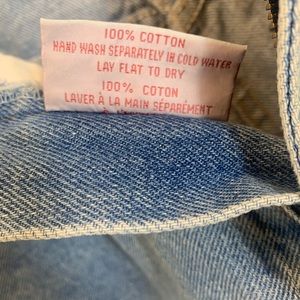 100% COTTON
HAND WASH SEPARATELY IN COLD WATER
LAY FLAT TO DRY
100% COTON
LAVER À LA MAIN SÉPARÉMENT